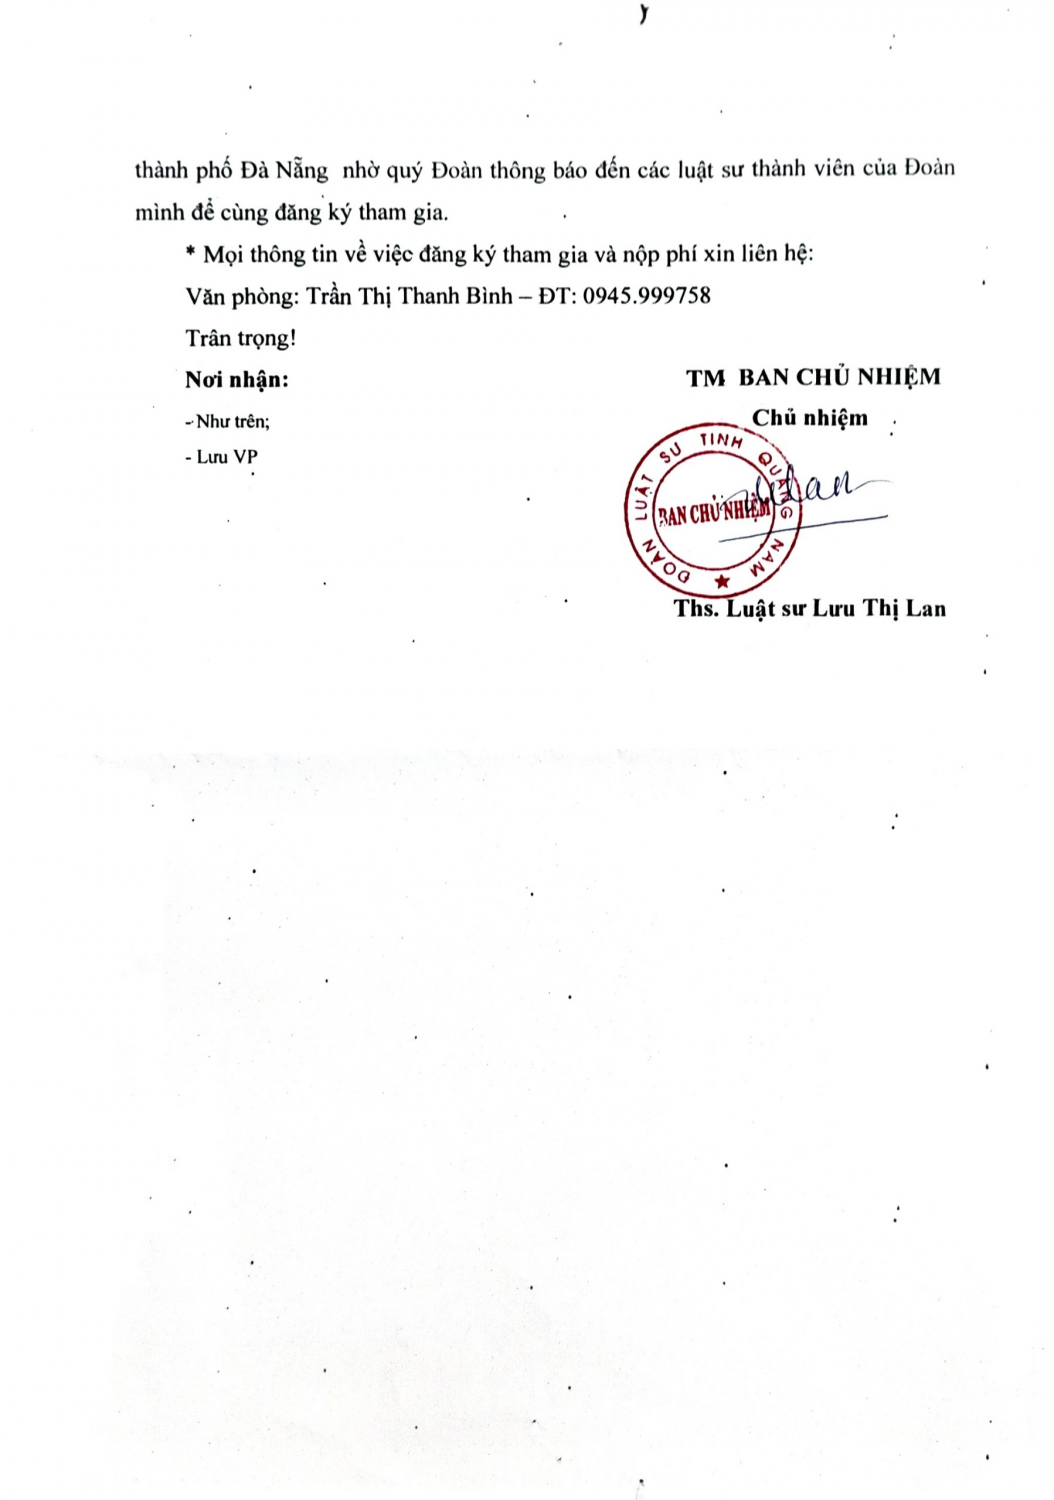 thành phố Đà Nẵng nhờ quý Đoàn thông báo đến các luật sư thành viên của Đoàn
mình để cùng đăng ký tham gia.
* Mọi thông tin về việc đăng ký tham gia và nộp phí xin liên hệ:
Văn phòng: Trần Thị Thanh Bình – ĐT: 0945.999758
Trân trọng!
Nơi nhận:
- Như trên;
- Lưu VP
TM BAN CHỦ NHIỆM
Chủ nhiệm
ĐOÀN LUẬT SƯ TỈNH QUẢNG NAM
BAN CHỦ NHIỆM
Lan
Ths. Luật sư Lưu Thị Lan